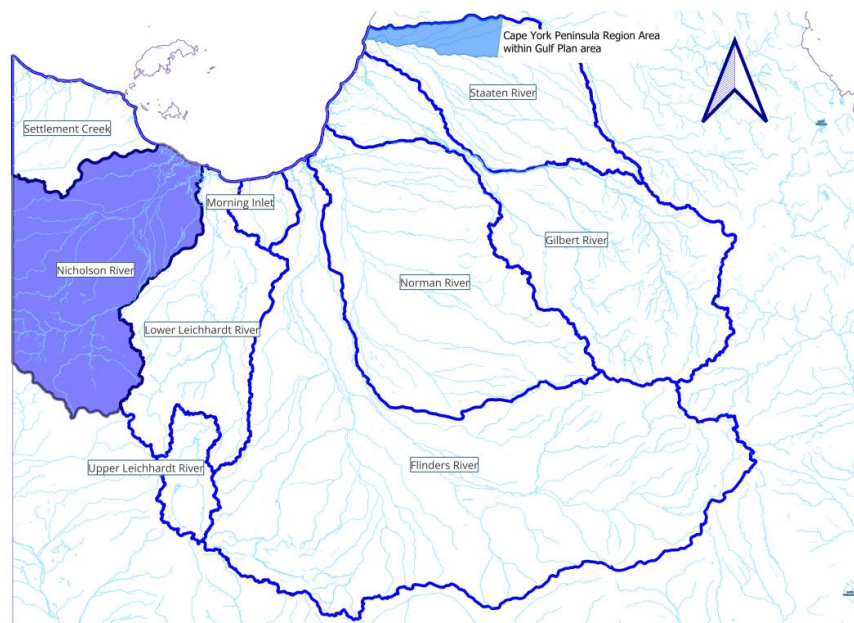 Cape York Peninsula Region Area
within Gulf Plan area
Staaten River
Settlement Creek
Morning Inlet
Gilbert River
Nicholson River
Norman River
Lower Leichhardt River
Flinders River
Upper Leichhardt River